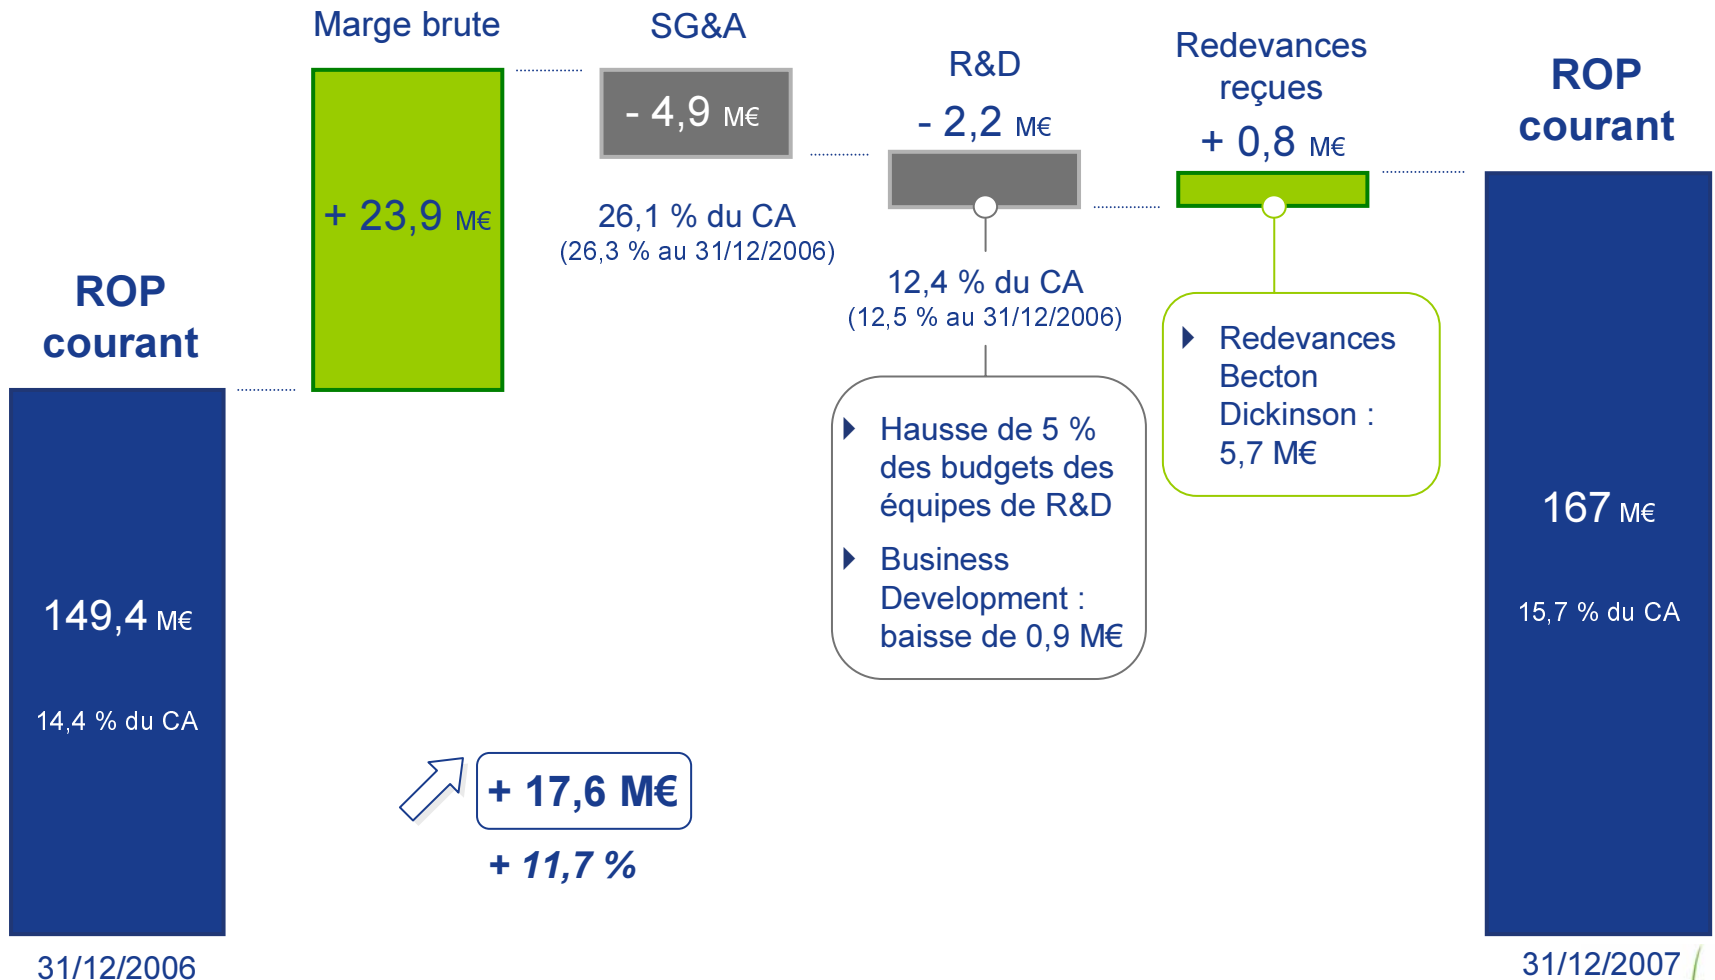 ROP
courant
149,4 M€
14,4 % du CA
31/12/2006
Marge brute
+ 23,9 M€
SG&A
- 4,9 M€
26,1 % du CA
(26,3 % au 31/12/2006)
R&D
- 2,2 M€
12,4 % du CA
(12,5 % au 31/12/2006)
Hausse de 5 %
des budgets des
équipes de R&D
Business
Development :
baisse de 0,9 M€
Redevances
reçues
+ 0,8 M€
Redevances
Becton
Dickinson :
5,7 M€
ROP
courant
167 M€
15,7 % du CA
31/12/2007
+ 17,6 M€
+ 11,7 %